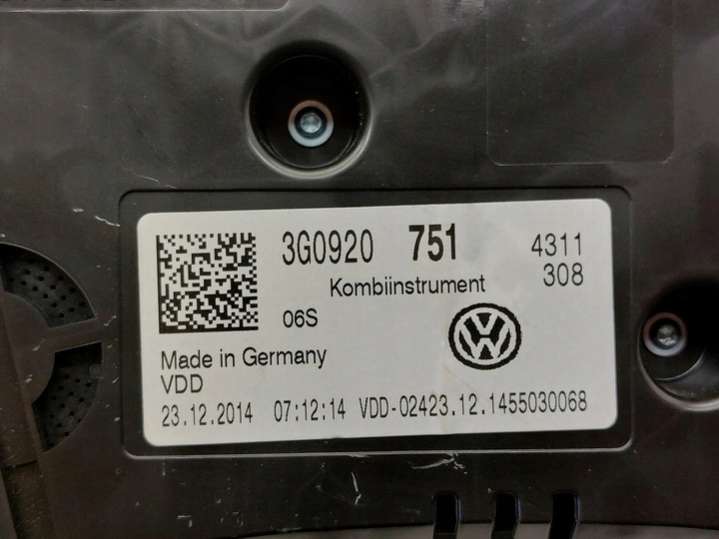 3G0920 751 4311
Kombiinstrument 308
06S
Made in Germany
VDD
23.12.2014 07:12:14 VDD-02423.12.1455030068